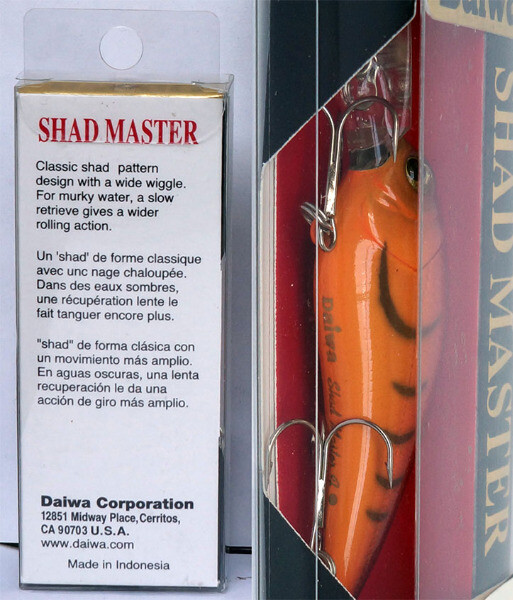 SHAD MASTER
Classic shad pattern
design with a wide wiggle.
For murky water, a slow
retrieve gives a wider
rolling action.
Un 'shad' de forme classique
avec unc nage chaloupée.
Dans des eaux sombres,
une récupération lente le
fait tanguer encore plus.
"shad" de forma clásica con
un movimiento más amplio.
En aguas oscuras, una lenta
recuperación le da una
acción de giro más amplio.
Daiwa Corporation
12851 Midway Place,Cerritos,
CA 90703 U.S.A.
www.daiwa.com
Made in Indonesia
Daiwa
SHAD MASTER
Daiwa Shad